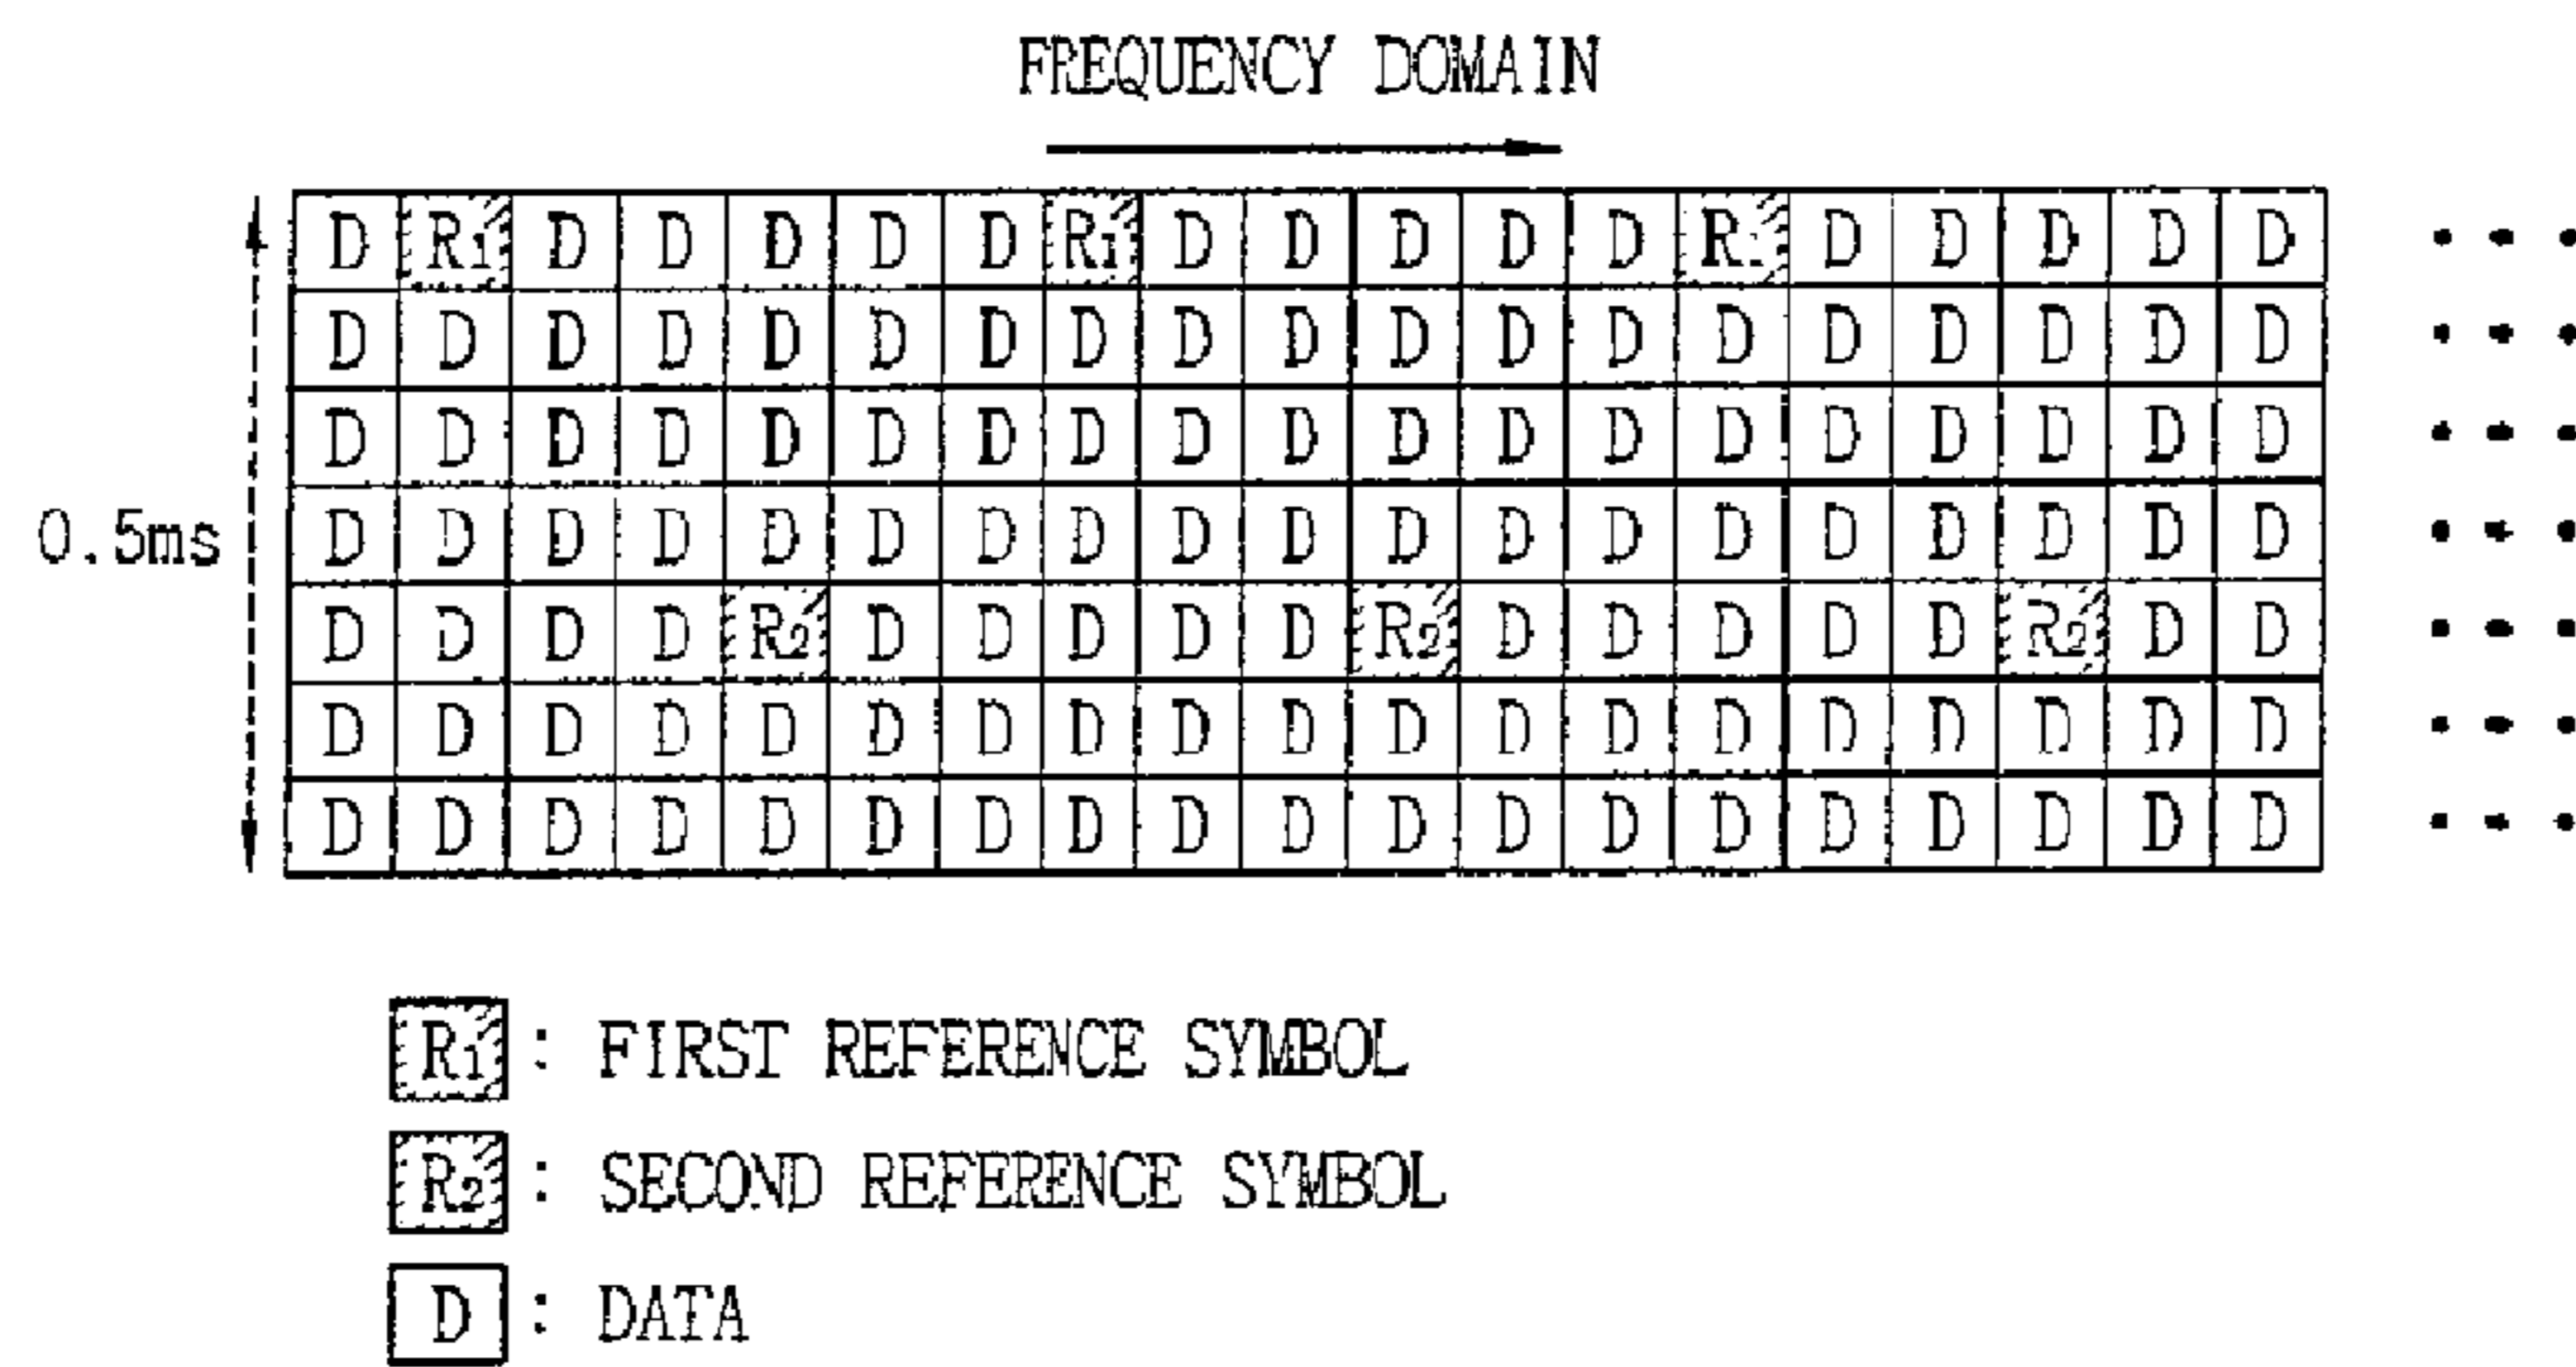 FREQUENCY DOMAIN
D R1 D D D D D R1 D D D D D R1 D D D D D
D D D D D D D D D D D D D D D D D D D
D D D D D D D D D D D D D D D D D D D
0.5ms D D D D D D D D D D D D D D D D D D D
D D D D R2 D D D D D R2 D D D D D R2 D D
D D D D D D D D D D D D D D D D D D D
D D D D D D D D D D D D D D D D D D D
R1 : FIRST REFERENCE SYMBOL
R2 : SECOND REFERENCE SYMBOL
D : DATA